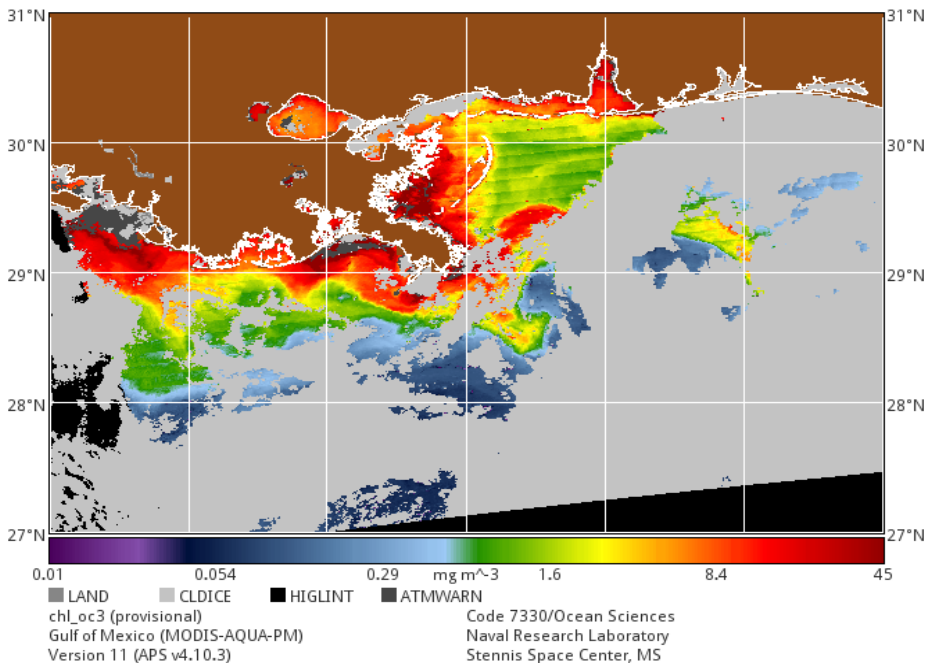 31°N 31°N
30°N 30°N
29°N 29°N
28°N 28°N
27°N 27°N
0.01 0.054 0.29 mg m^-3 1.6 8.4 45
LAND CLDICE HIGLINT ATMWARN
chl_oc3 (provisional) Code 7330/Ocean Sciences
Gulf of Mexico (MODIS-AQUA-PM) Naval Research Laboratory
Version 11 (APS v4.10.3) Stennis Space Center, MS